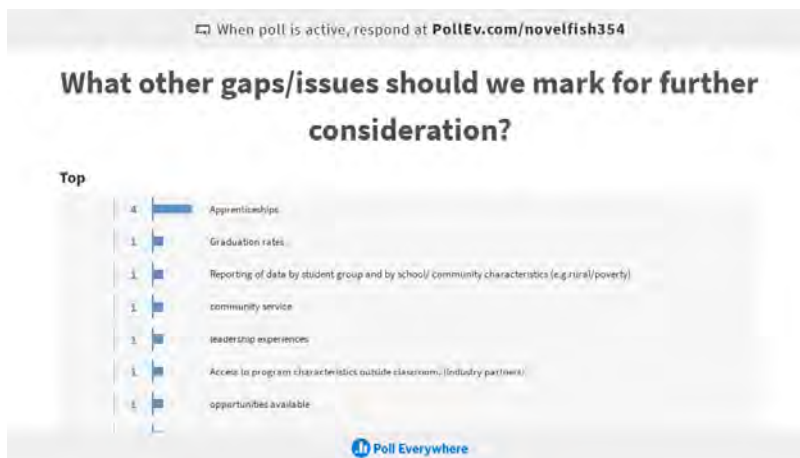 When poll is active, respond at PollEv.com/novelfish354
What other gaps/issues should we mark for further
consideration?
Top
4 Apprenticeships
1 Graduation rates
1 Reporting of data by student group and by school/ community characteristics (e.g.rural/poverty)
1 community service
1 leadership experiences
1 Access to program characteristics outside classroom. (industry partners)
1 opportunities available
Poll Everywhere